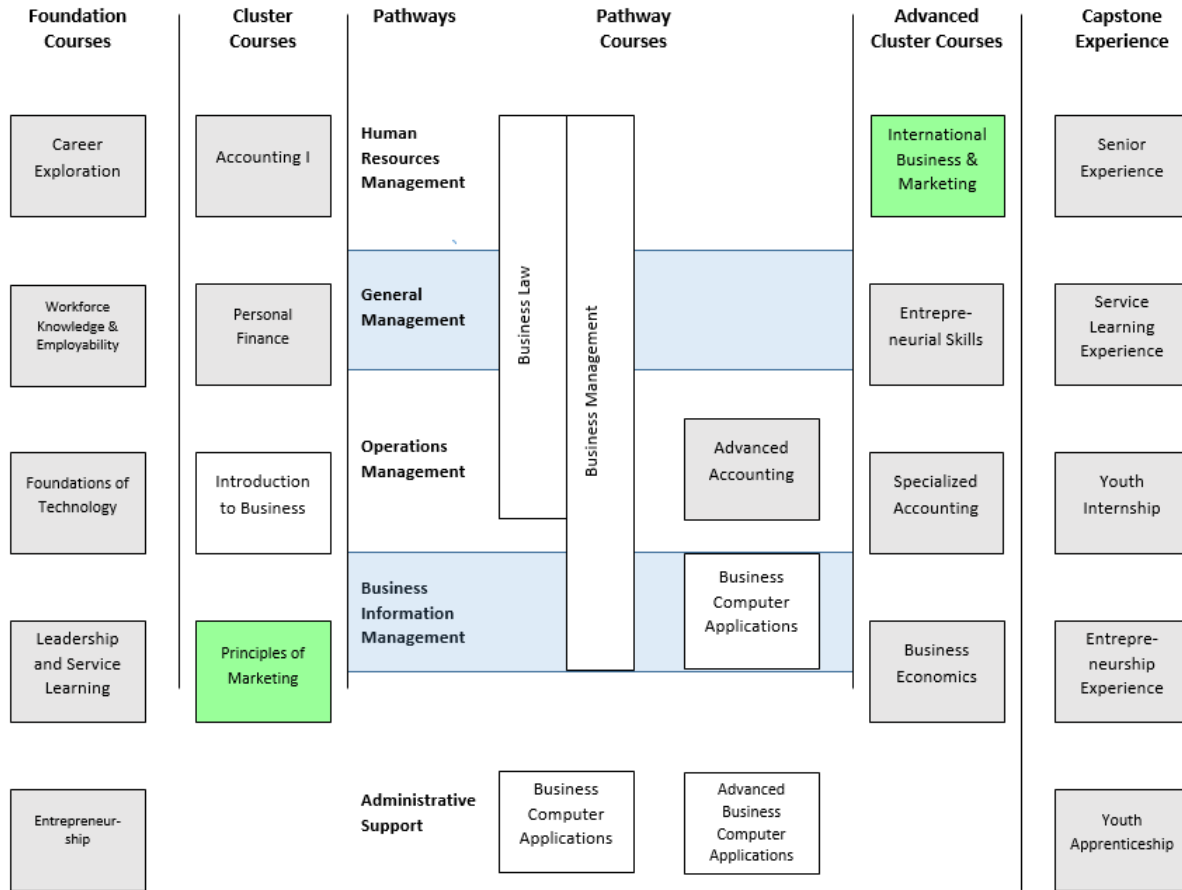 Foundation
Courses
Cluster
Courses
Pathways
Pathway
Courses
Advanced
Cluster Courses
Capstone
Experience
Career
Exploration
Accounting I
Human
Resources
Management
International
Business &
Marketing
Senior
Experience
Workforce
Knowledge &
Employability
Personal
Finance
General
Management
Business Law
Business Management
Entrepre-
neurial Skills
Service
Learning
Experience
Foundations of
Technology
Introduction
to Business
Operations
Management
Advanced
Accounting
Specialized
Accounting
Youth
Internship
Leadership
and Service
Learning
Principles of
Marketing
Business
Information
Management
Business
Computer
Applications
Business
Economics
Entrepre-
neurship
Experience
Entrepreneur-
ship
Administrative
Support
Business
Computer
Applications
Advanced
Business
Computer
Applications
Youth
Apprenticeship